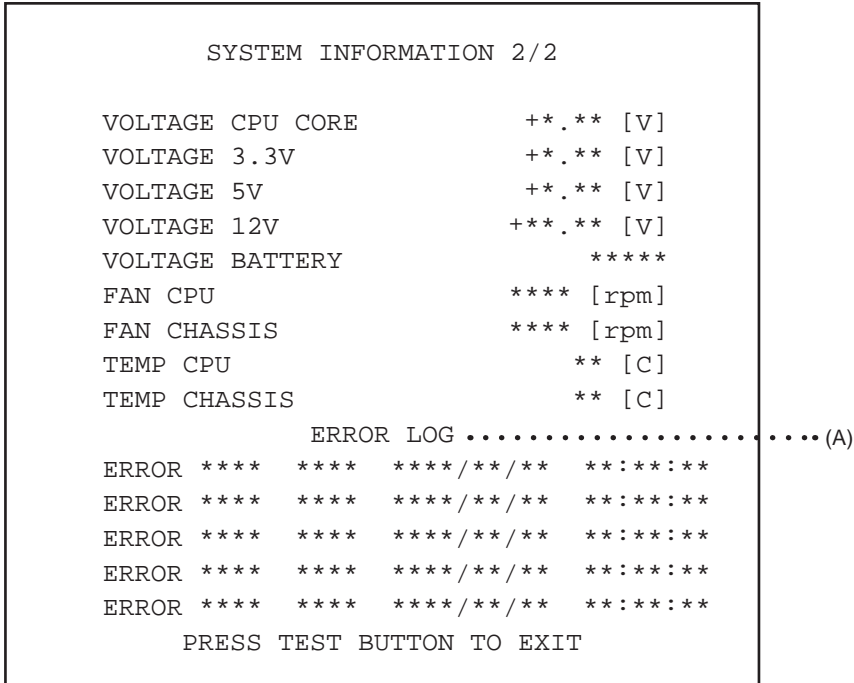 SYSTEM INFORMATION 2/2
VOLTAGE CPU CORE +*.** [V]
VOLTAGE 3.3V +*.** [V]
VOLTAGE 5V +*.** [V]
VOLTAGE 12V +**.** [V]
VOLTAGE BATTERY *****
FAN CPU **** [rpm]
FAN CHASSIS **** [rpm]
TEMP CPU ** [C]
TEMP CHASSIS ** [C]
ERROR LOG (A)
ERROR **** **** ****/**/** **:**:**
ERROR **** **** ****/**/** **:**:**
ERROR **** **** ****/**/** **:**:**
ERROR **** **** ****/**/** **:**:**
ERROR **** **** ****/**/** **:**:**
PRESS TEST BUTTON TO EXIT